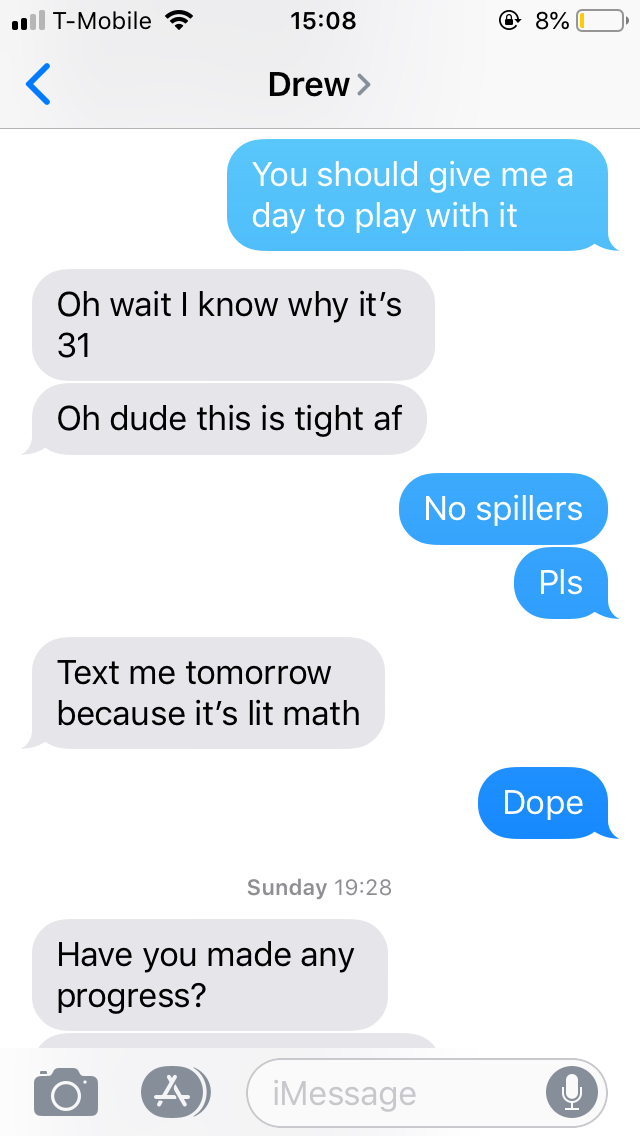 T-Mobile 15:08 8%
Drew
You should give me a
day to play with it
Oh wait I know why it’s
31
Oh dude this is tight af
No spillers
Pls
Text me tomorrow
because it’s lit math
Dope
Sunday 19:28
Have you made any
progress?
iMessage